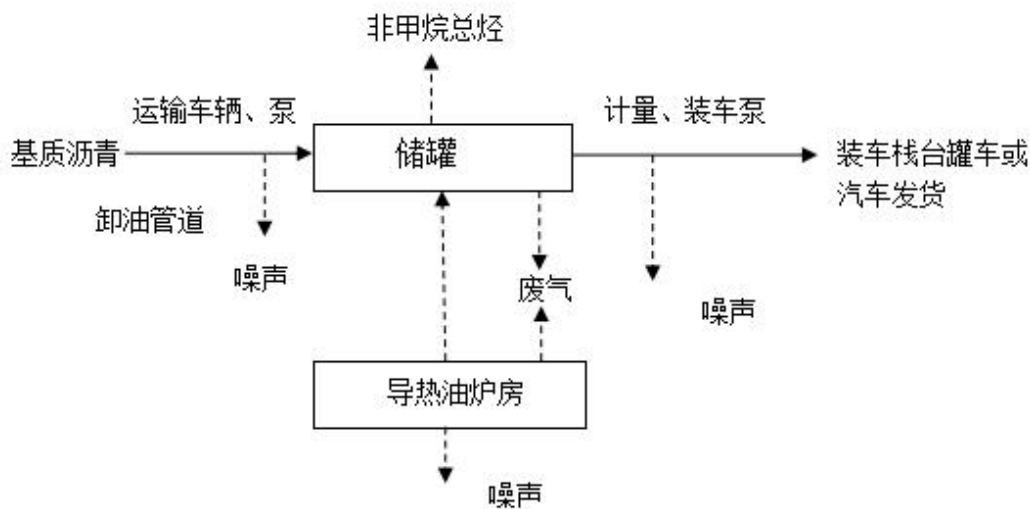 非甲烷总烃
运输车辆、泵
计量、装车泵
基质沥青
储罐
装车栈台罐车或
汽车发货
卸油管道
噪声
废气
噪声
导热油炉房
噪声